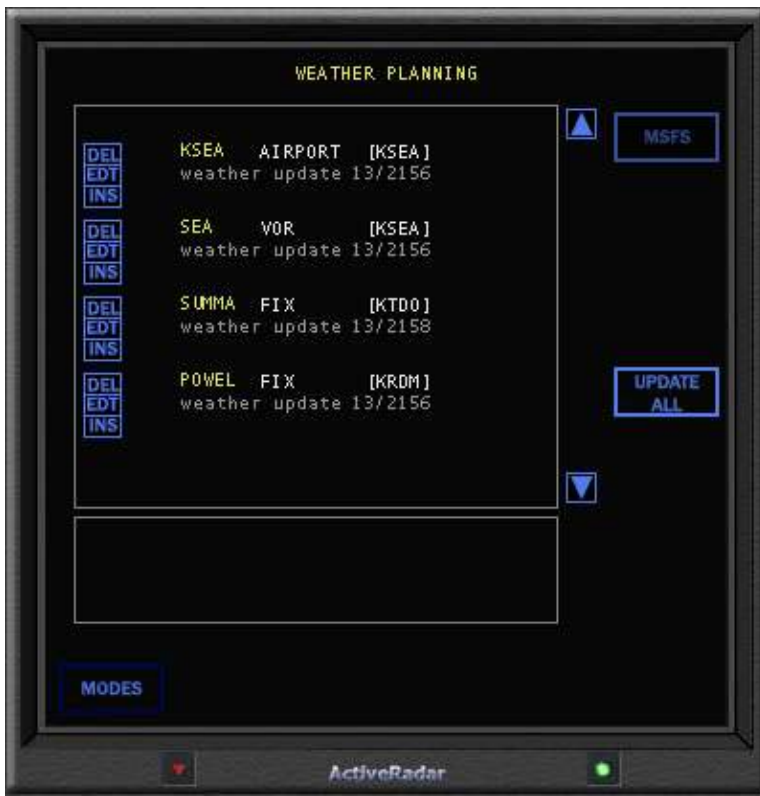 WEATHER PLANNING
MSFS
DEL KSEA AIRPORT [KSEA]
EDT weather update 13/2156
INS
DEL SEA VOR [KSEA]
EDT weather update 13/2156
INS
DEL SUMMA FIX [KTDO]
EDT weather update 13/2158
INS
DEL POWEL FIX [KRDM]
EDT weather update 13/2156
INS
UPDATE
ALL
MODES
ActiveRadar